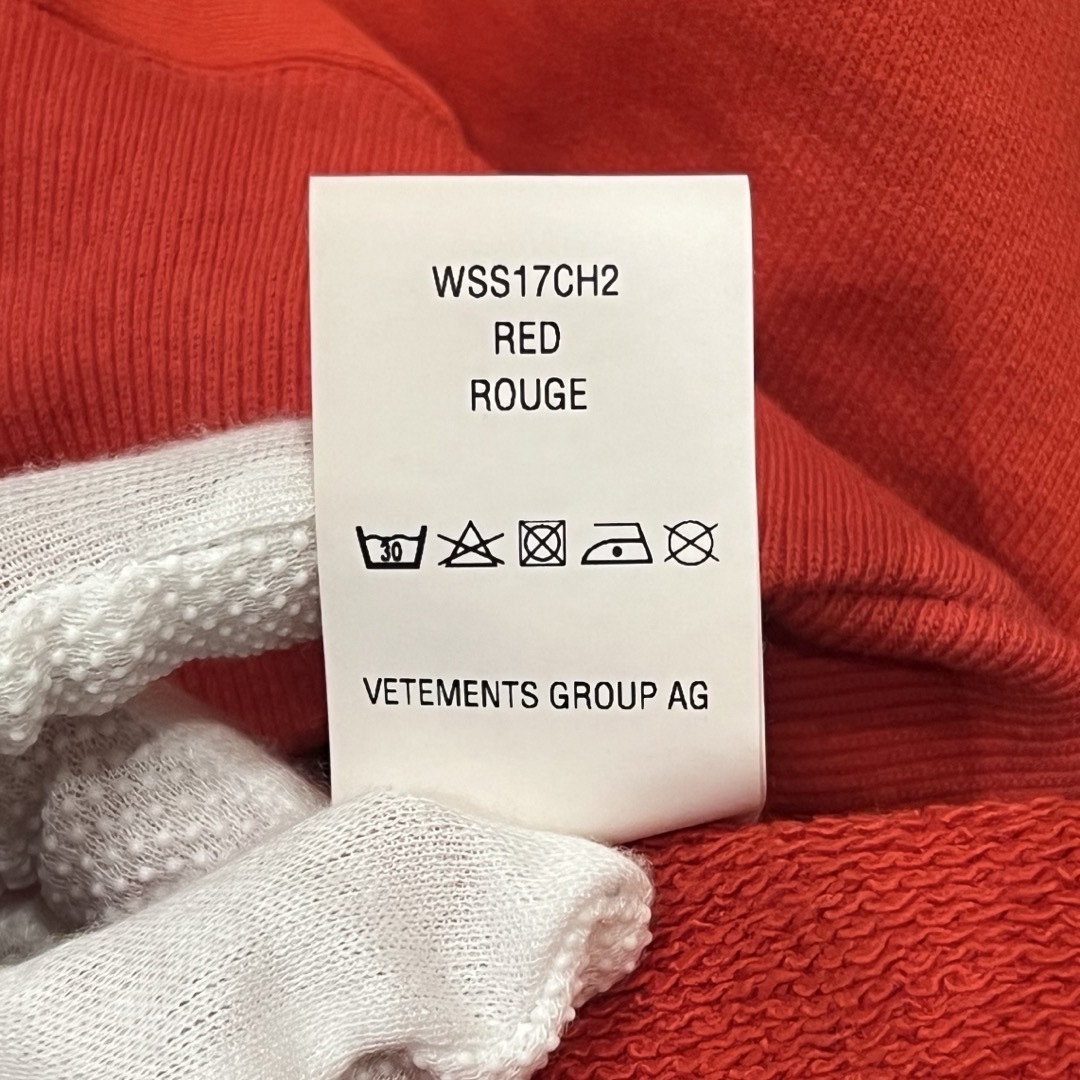 WSS17CH2
RED
ROUGE
30
VETEMENTS GROUP AG